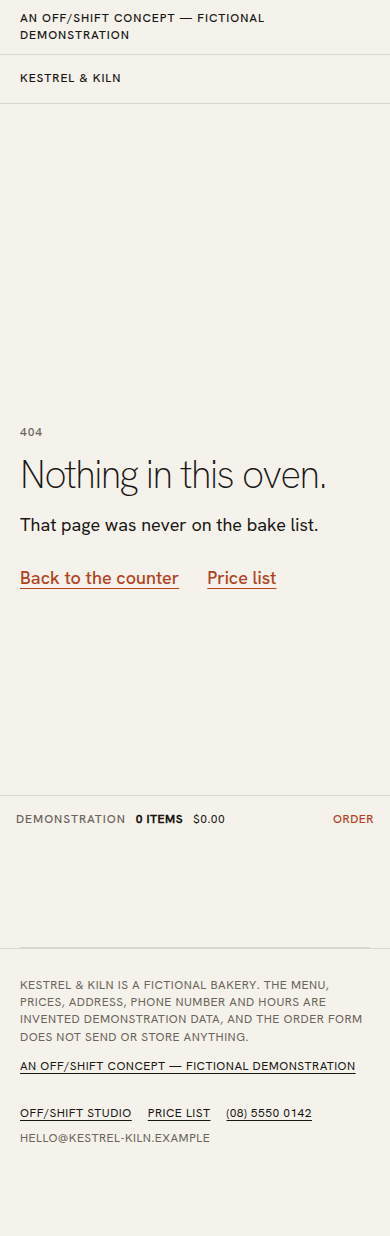 AN OFF/SHIFT CONCEPT — FICTIONAL
DEMONSTRATION
KESTREL & KILN
404
Nothing in this oven.
That page was never on the bake list.
Back to the counter Price list
DEMONSTRATION 0 ITEMS $0.00 ORDER
KESTREL & KILN IS A FICTIONAL BAKERY. THE MENU,
PRICES, ADDRESS, PHONE NUMBER AND HOURS ARE
INVENTED DEMONSTRATION DATA, AND THE ORDER FORM
DOES NOT SEND OR STORE ANYTHING.
AN OFF/SHIFT CONCEPT — FICTIONAL DEMONSTRATION
OFF/SHIFT STUDIO PRICE LIST (08) 5550 0142
HELLO@KESTREL-KILN.EXAMPLE